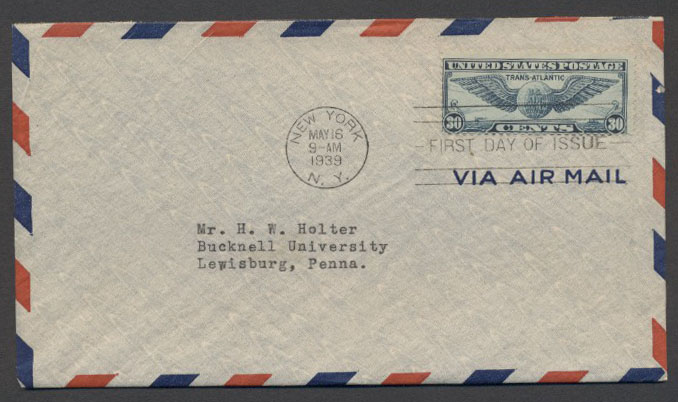 UNITED STATES POSTAGE
TRANS-ATLANTIC
30 CENTS 30
NEW YORK
MAY 16
9-AM
1939
N. Y.
FIRST DAY OF ISSUE
VIA AIR MAIL
Mr. H. W. Holter
Bucknell University
Lewisburg, Penna.